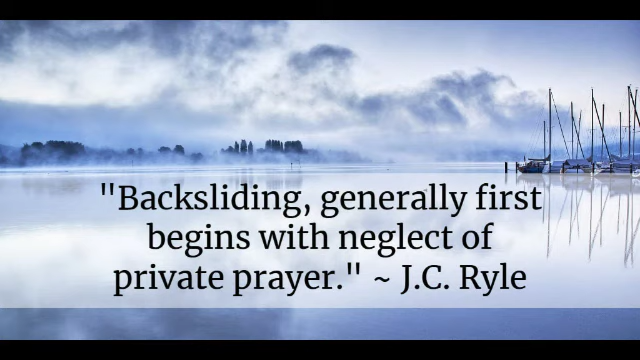 "Backsliding, generally first
begins with neglect of
private prayer." ~ J.C. Ryle